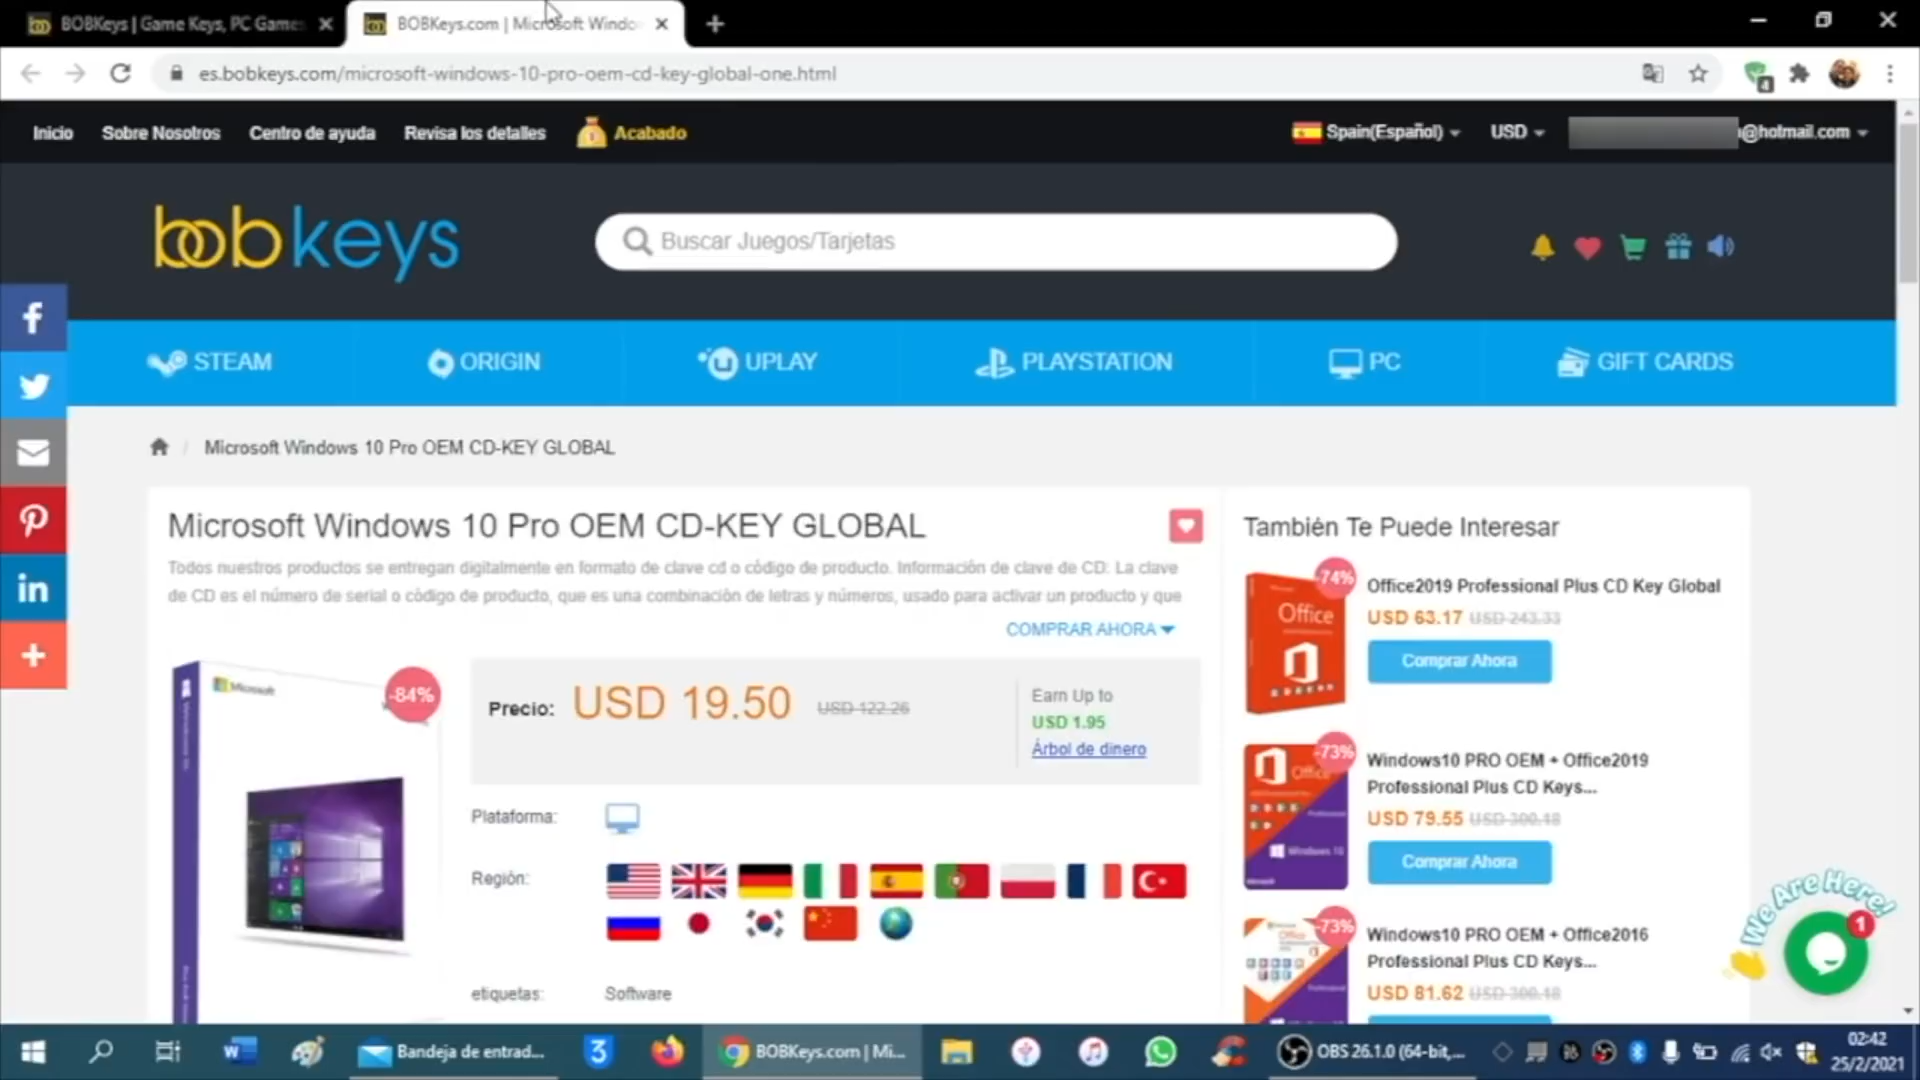 BOBKeys | Game Keys, PC Games
BOBKeys.com | Microsoft Windo
es.bobkeys.com/microsoft-windows-10-pro-oem-cd-key-global-one.html
4
Inicio Sobre Nosotros Centro de ayuda Revisa los detalles Acabado
Spain(Español) USD @hotmail.com
bobkeys
Buscar Juegos/Tarjetas
STEAM ORIGIN UPLAY PLAYSTATION PC GIFT CARDS
Microsoft Windows 10 Pro OEM CD-KEY GLOBAL
Microsoft Windows 10 Pro OEM CD-KEY GLOBAL
Todos nuestros productos se entregan digitalmente en formato de clave cd o código de producto. Información de clave de CD: La clave
de CD es el número de serial o código de producto, que es una combinación de letras y números, usado para activar un producto y que
COMPRAR AHORA
Microsoft
-84%
Precio: USD 19.50 USD 122.26
Earn Up to
USD 1.95
Árbol de dinero
Plataforma:
Región:
etiquetas: Software
También Te Puede Interesar
-74%
Office
Office2019 Professional Plus CD Key Global
USD 63.17 USD 243.33
Comprar Ahora
-73%
Office
Windows 10
Windows10 PRO OEM + Office2019
Professional Plus CD Keys...
USD 79.55 USD 300.18
Comprar Ahora
-73%
Windows10 PRO OEM + Office2016
Professional Plus CD Keys...
USD 81.62 USD 300.18
We Are Here!
1
Bandeja de entrad...
BOBKeys.com | Mi...
OBS 26.1.0 (64-bit,...
02:42
25/2/2021